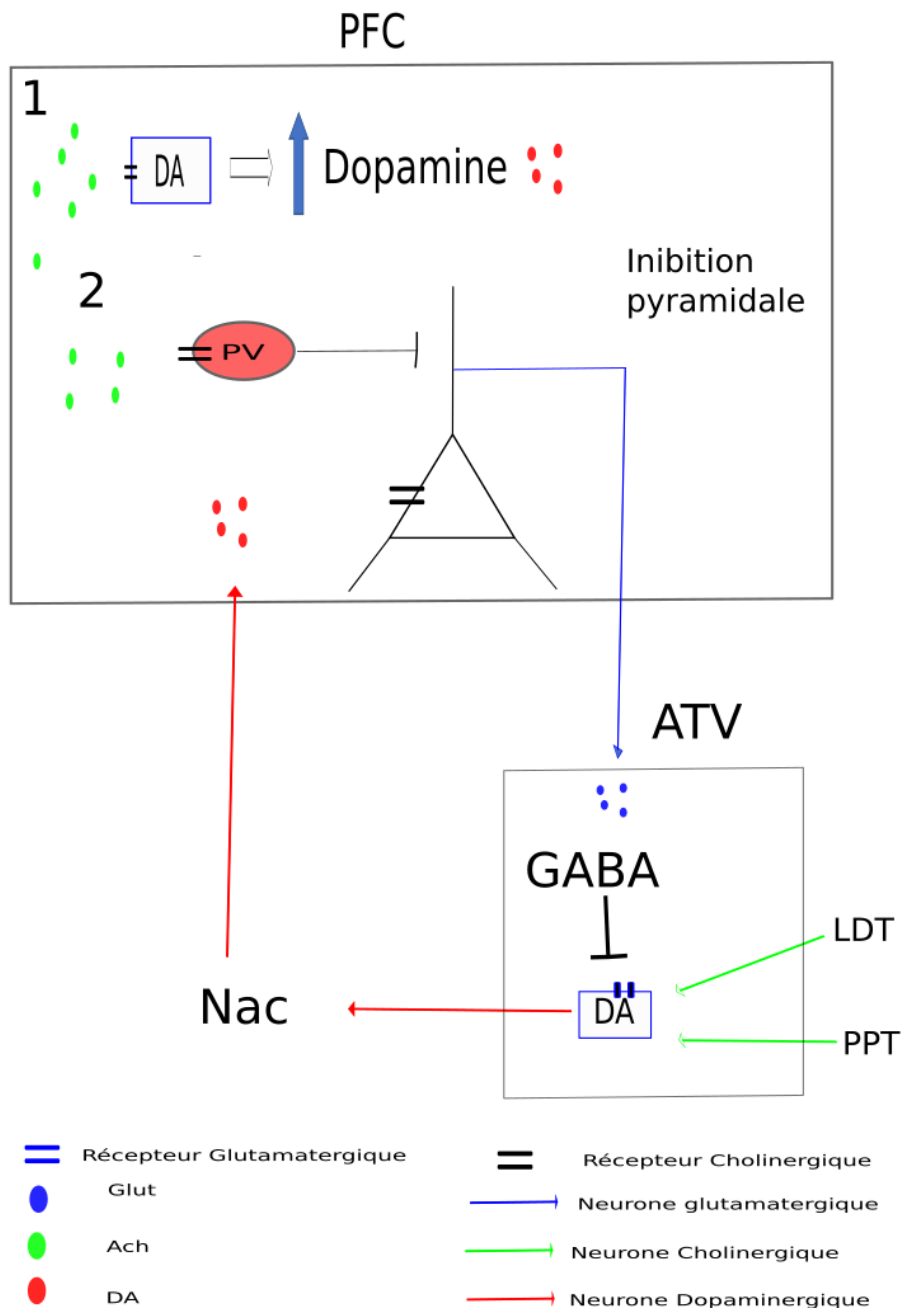 PFC
1
DA
Dopamine
Inibition
pyramidale
2
PV
ATV
GABA
LDT
DA
Nac
PPT
Récepteur Glutamatergique
Récepteur Cholinergique
Glut
Neurone glutamatergique
Ach
Neurone Cholinergique
DA
Neurone Dopaminergique